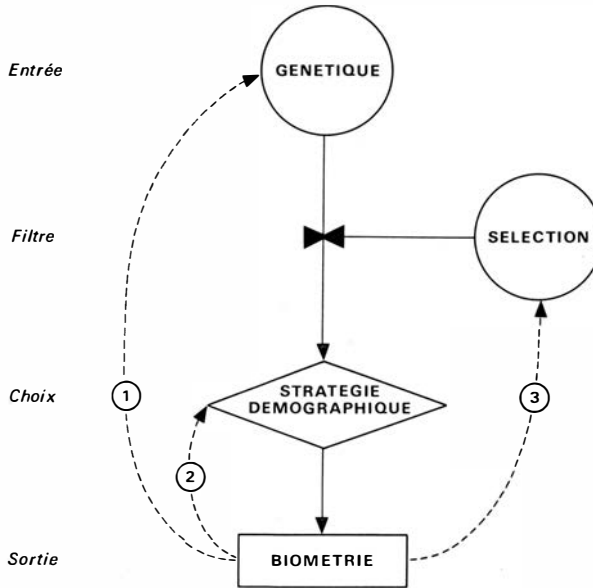 Entrée
GENETIQUE
Filtre
SELECTION
Choix
STRATEGIE
DEMOGRAPHIQUE
1
3
2
Sortie
BIOMETRIE